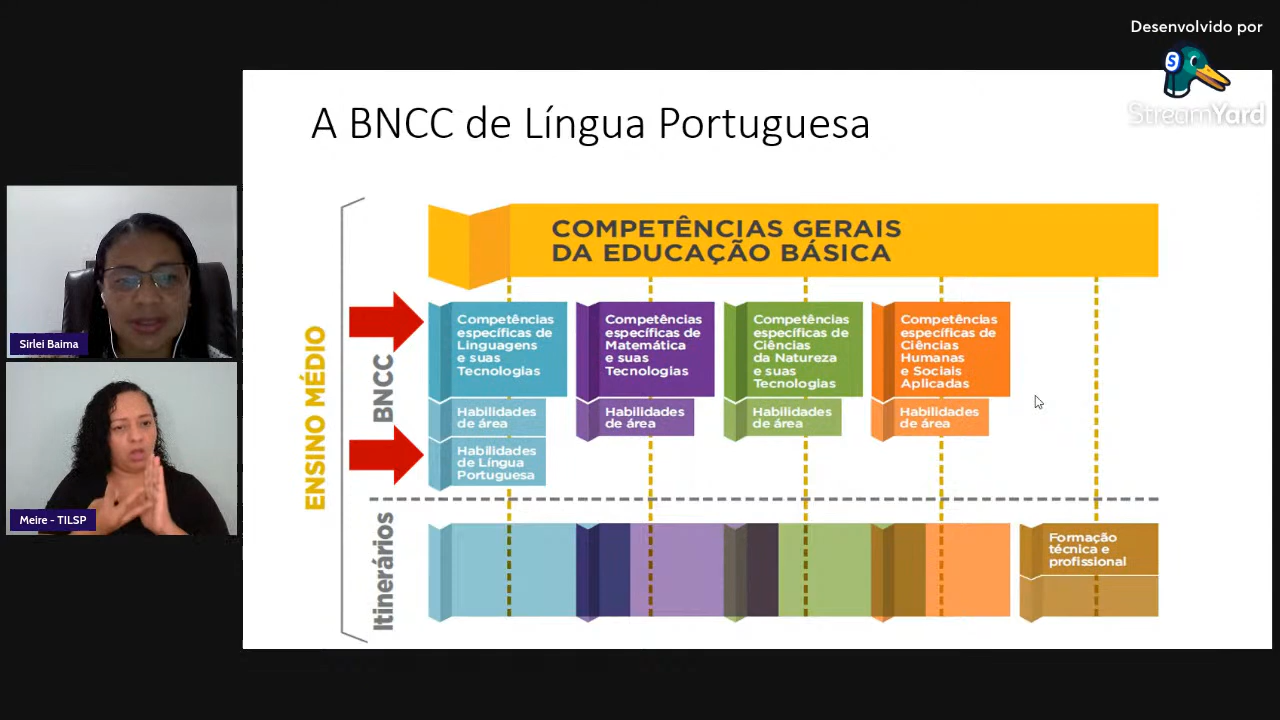 Desenvolvido por
S
StreamYard
A BNCC de Língua Portuguesa
COMPETÊNCIAS GERAIS
DA EDUCAÇÃO BÁSICA
ENSINO MÉDIO
BNCC
Competências
específicas de
Linguagens
e suas
Tecnologias
Competências
específicas de
Matemática
e suas
Tecnologias
Competências
específicas de
Ciências
da Natureza
e suas
Tecnologias
Competências
específicas de
Ciências
Humanas
e Sociais
Aplicadas
Habilidades
de área
Habilidades
de área
Habilidades
de área
Habilidades
de área
Habilidades
de Língua
Portuguesa
Itinerários
Formação
técnica e
profissional
Sirlei Baima
Meire - TILSP